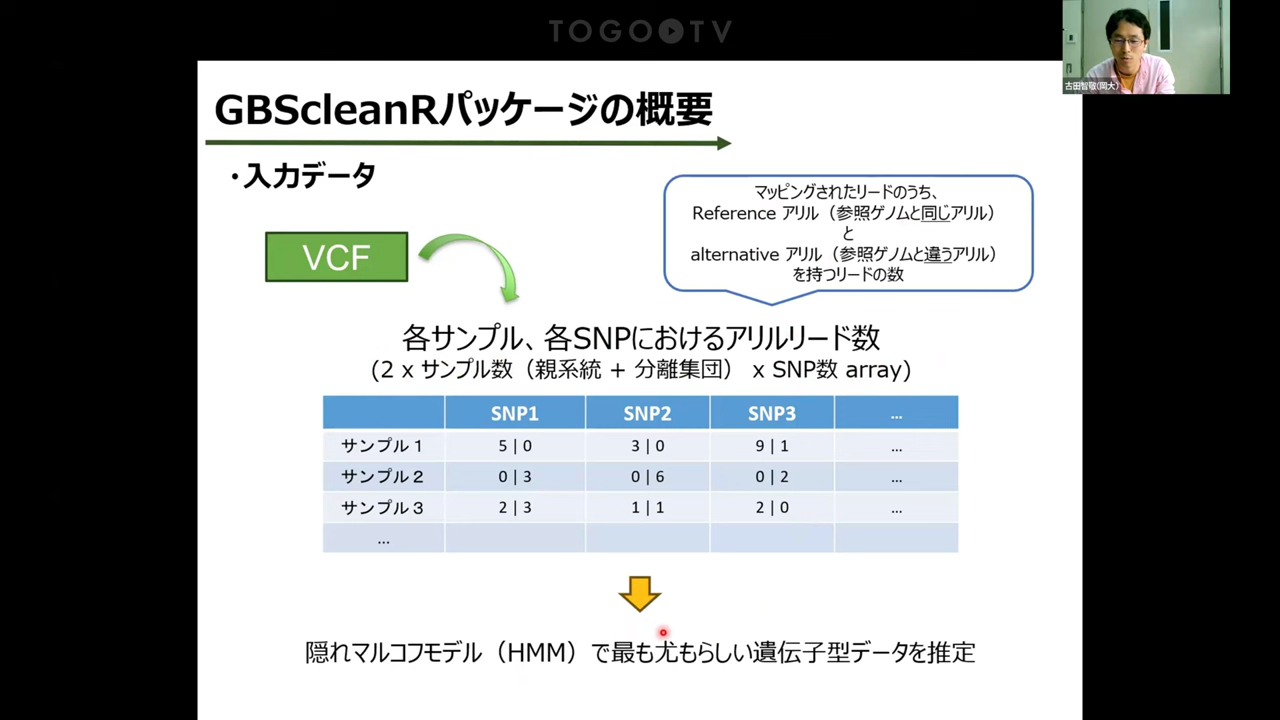 TOGO TV
古田智敬(岡大)
GBScleanRパッケージの概要
・入力データ
マッピングされたリードのうち、
Reference アリル（参照ゲノムと同じアリル）
と
alternative アリル（参照ゲノムと違うアリル）
を持つリードの数
VCF
各サンプル、各SNPにおけるアリルリード数
(2 x サンプル数（親系統 + 分離集団） x SNP数 array)
SNP1 SNP2 SNP3 ...
サンプル１ 5 | 0 3 | 0 9 | 1 ...
サンプル２ 0 | 3 0 | 6 0 | 2 ...
サンプル３ 2 | 3 1 | 1 2 | 0 ...
...
隠れマルコフモデル（HMM）で最も尤もらしい遺伝子型データを推定